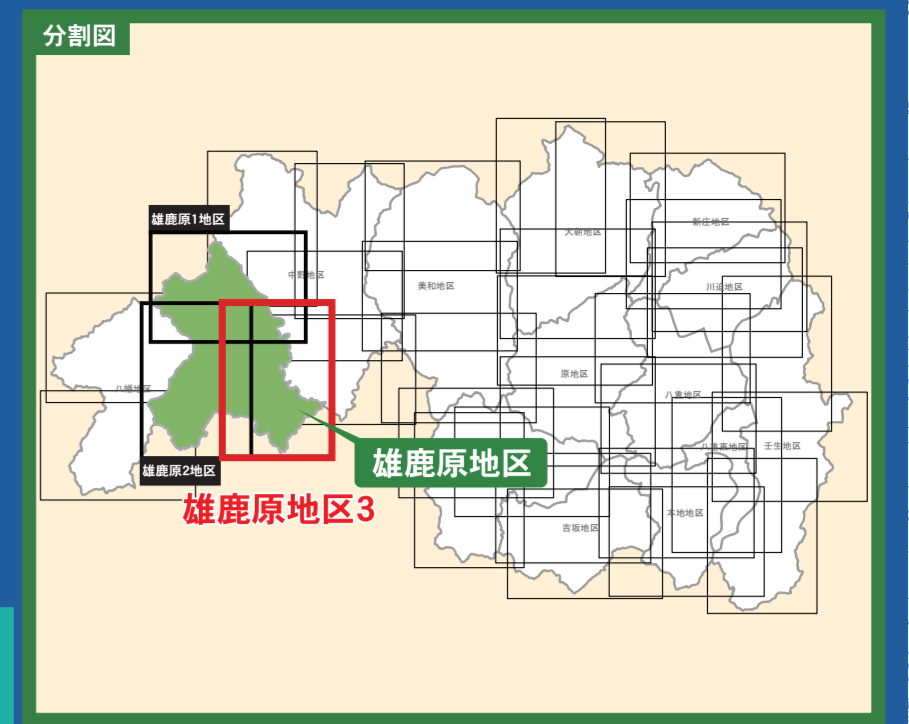 分割図
雄鹿原1地区
大朝地区
新庄地区
中野地区
美和地区
川迫地区
八幡地区
原地区
八重地区
八重東地区
壬生地区
雄鹿原地区
雄鹿原2地区
雄鹿原地区3
本地地区
吉坂地区